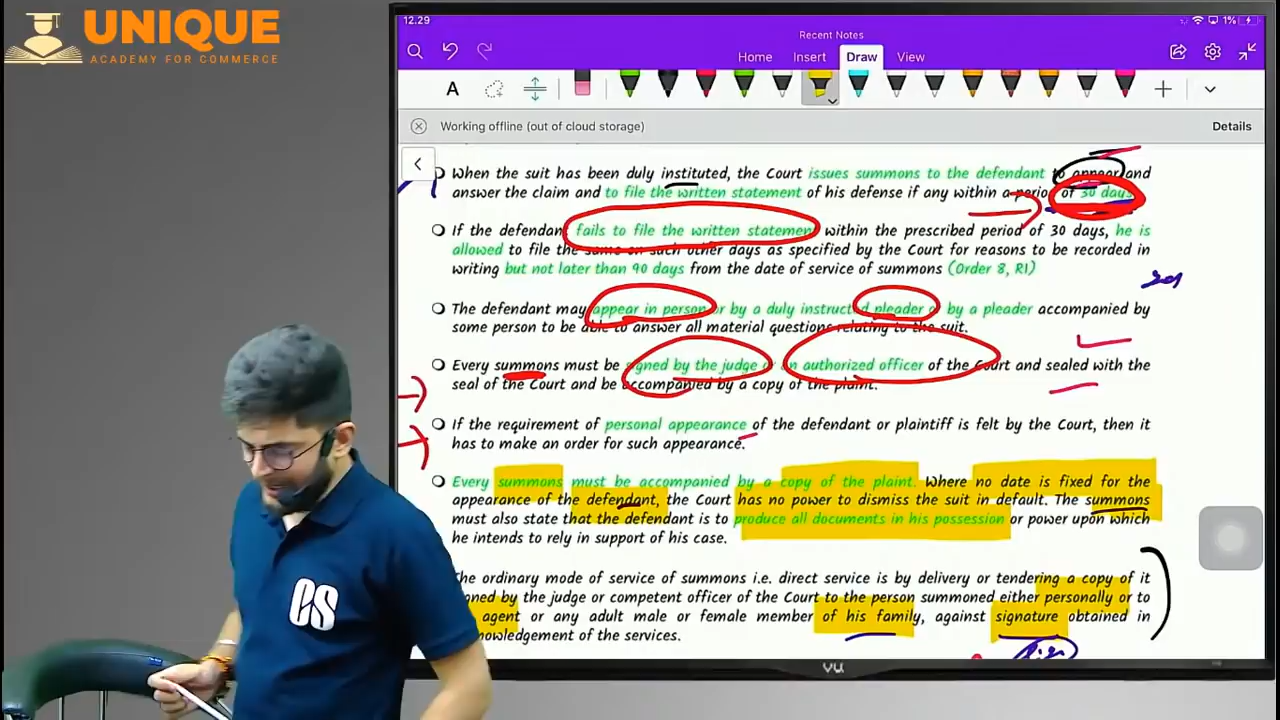 UNIQUE
ACADEMY FOR COMMERCE
12.29
1%
Recent Notes
Home Insert Draw View
A
Working offline (out of cloud storage)
Details
When the suit has been duly instituted, the Court issues summons to the defendant to appear and
answer the claim and to file the written statement of his defense if any within a period of 30 days
If the defendant fails to file the written statement within the prescribed period of 30 days, he is
allowed to file the same on such other days as specified by the Court for reasons to be recorded in
writing but not later than 90 days from the date of service of summons (Order 8, R1)
The defendant may appear in person or by a duly instructed pleader or by a pleader accompanied by
some person to be able to answer all material questions relating to the suit.
Every summons must be signed by the judge or an authorized officer of the Court and sealed with the
seal of the Court and be accompanied by a copy of the plaint.
If the requirement of personal appearance of the defendant or plaintiff is felt by the Court, then it
has to make an order for such appearance.
Every summons must be accompanied by a copy of the plaint. Where no date is fixed for the
appearance of the defendant, the Court has no power to dismiss the suit in default. The summons
must also state that the defendant is to produce all documents in his possession or power upon which
he intends to rely in support of his case.
The ordinary mode of service of summons i.e. direct service is by delivery or tendering a copy of it
signed by the judge or competent officer of the Court to the person summoned either personally or to
agent or any adult male or female member of his family, against signature obtained in
nowledgement of the services.
CS
VU